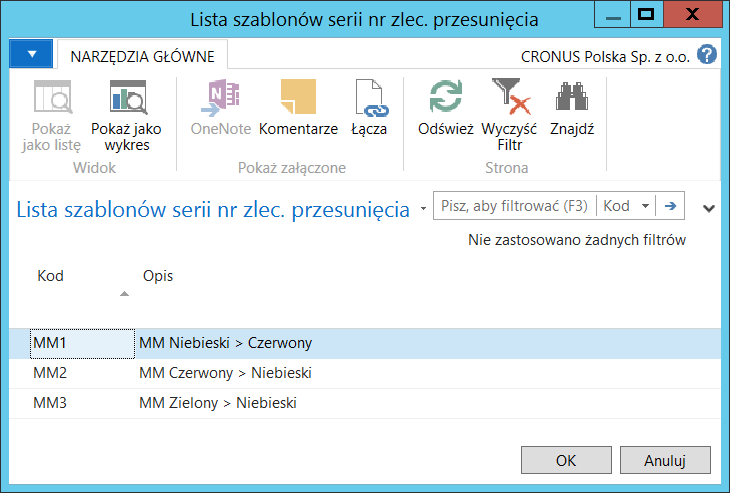 Lista szablonów serii nr zlec. przesunięcia
NARZĘDZIA GŁÓWNE
CRONUS Polska Sp. z o.o.
Pokaż jako listę
Pokaż jako wykres
OneNote
Komentarze
Łącza
Odśwież
Wyczyść Filtr
Znajdź
Widok
Pokaż załączone
Strona
Lista szablonów serii nr zlec. przesunięcia
Pisz, aby filtrować (F3)
Kod
Nie zastosowano żadnych filtrów
Kod Opis
MM1 MM Niebieski > Czerwony
MM2 MM Czerwony > Niebieski
MM3 MM Zielony > Niebieski
OK Anuluj